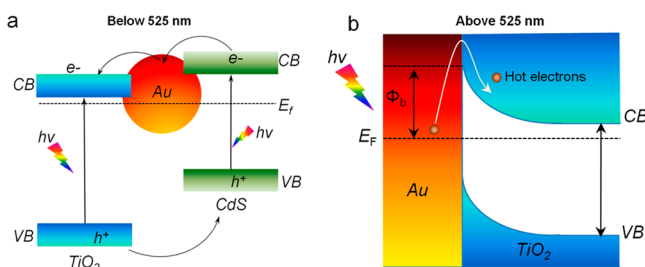 a
Below 525 nm
e-
e-
CB
CB
Au
E_f
hv
hv
h+
VB
CdS
VB
h+
TiO2
b
Above 525 nm
hv
Hot electrons
Φb
CB
EF
Au
VB
TiO2